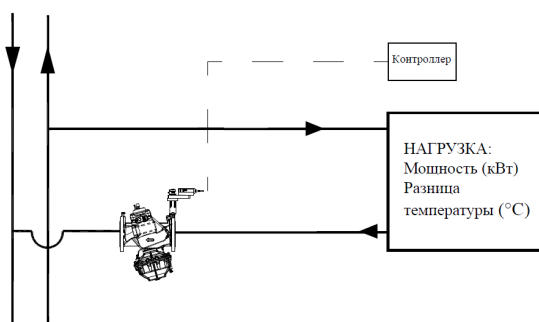 Контроллер
НАГРУЗКА:
Мощность (кВт)
Разница
температуры (°С)